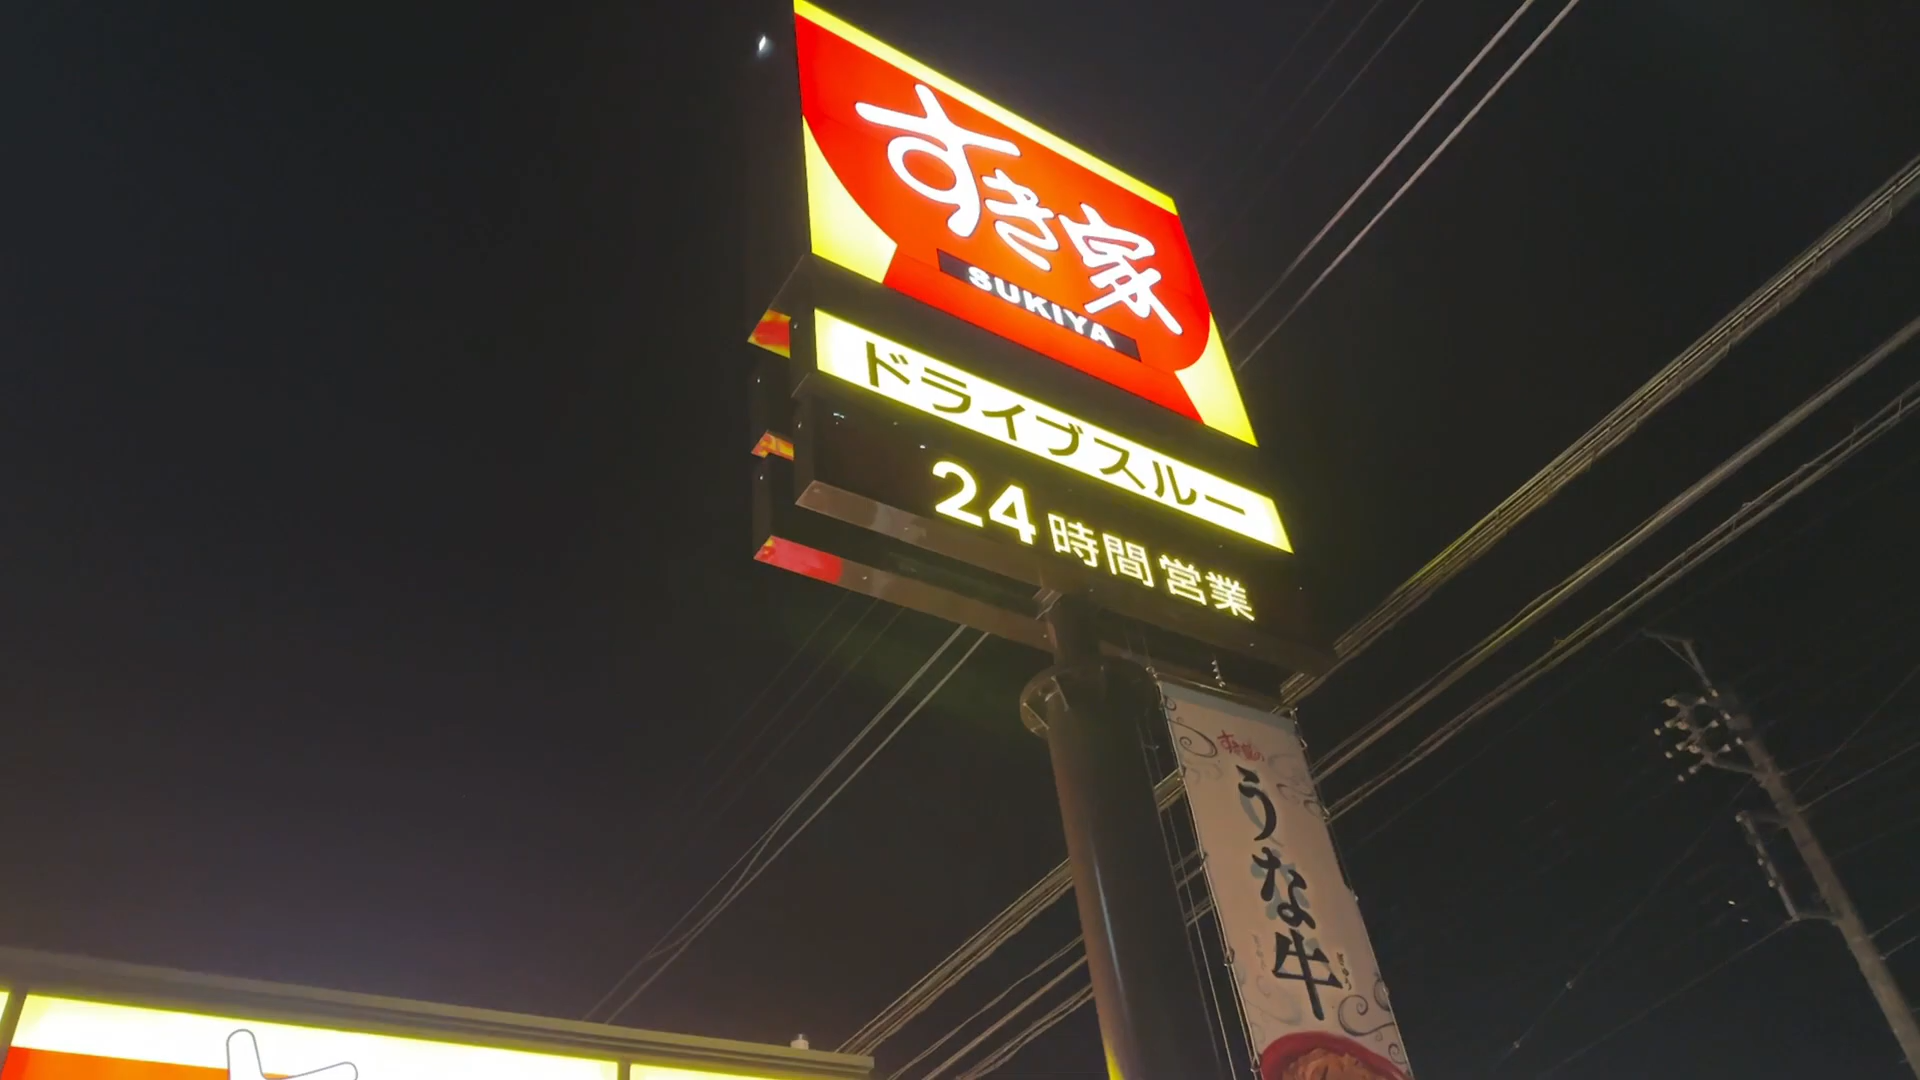 すき家
SUKIYA
ドライブスルー
24時間営業
すき家の
うな牛